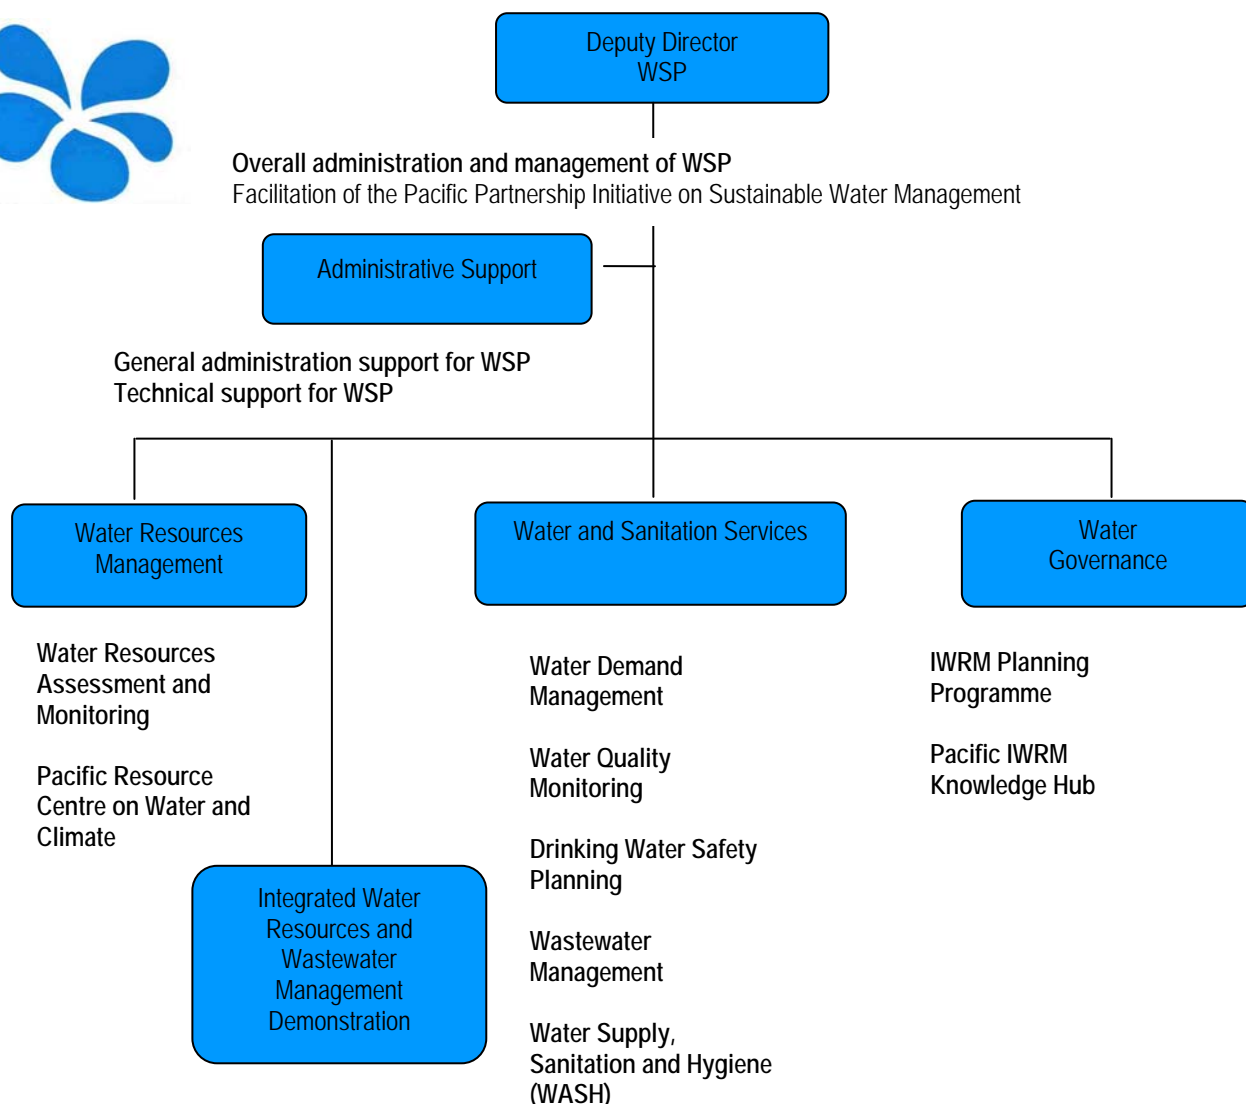 Deputy Director
WSP
Overall administration and management of WSP
Facilitation of the Pacific Partnership Initiative on Sustainable Water Management
Administrative Support
General administration support for WSP
Technical support for WSP
Water Resources
Management
Water and Sanitation Services
Water
Governance
Water Resources
Assessment and
Monitoring
Pacific Resource
Centre on Water and
Climate
Integrated Water
Resources and
Wastewater
Management
Demonstration
Water Demand
Management
Water Quality
Monitoring
Drinking Water Safety
Planning
Wastewater
Management
Water Supply,
Sanitation and Hygiene
(WASH)
IWRM Planning
Programme
Pacific IWRM
Knowledge Hub